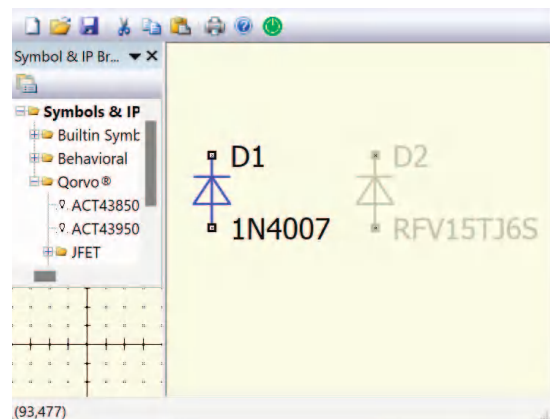 Symbol & IP Br...
Symbols & IP
Builtin Symb
Behavioral
Qorvo®
ACT43850
ACT43950
JFET
D1
1N4007
D2
RFV15TJ6S
(93,477)